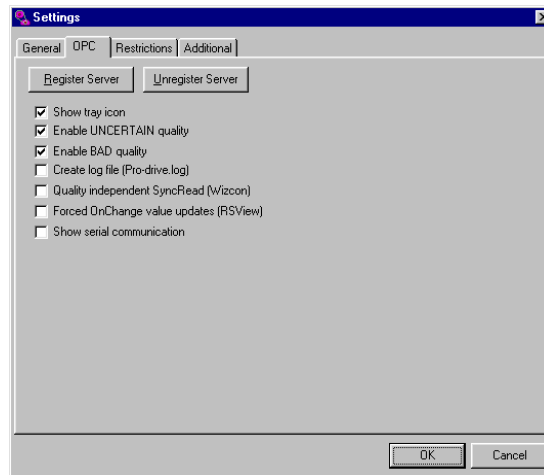 Settings
General OPC Restrictions Additional
Register Server Unregister Server
Show tray icon
Enable UNCERTAIN quality
Enable BAD quality
Create log file (Pro-drive.log)
Quality independent SyncRead (Wizcon)
Forced OnChange value updates (RSView)
Show serial communication
OK Cancel